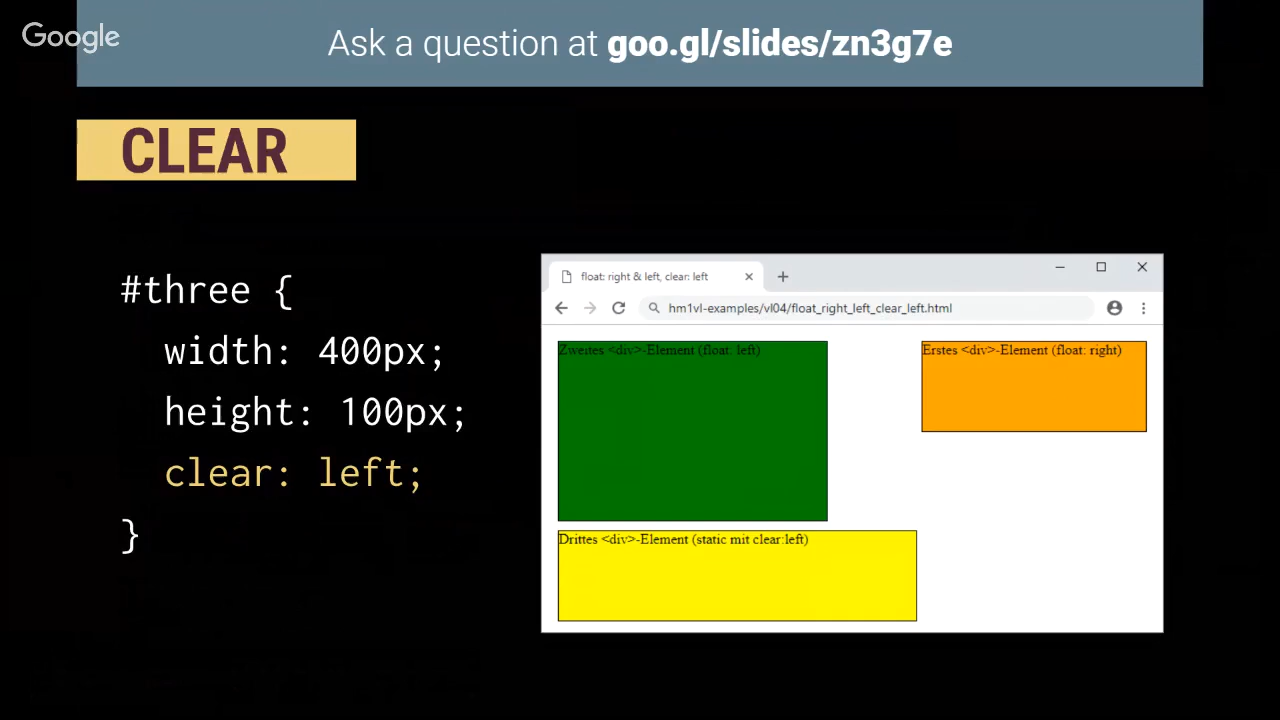 Google
Ask a question at goo.gl/slides/zn3g7e
CLEAR
#three {
width: 400px;
height: 100px;
clear: left;
}
float: right & left, clear: left
hm1vl-examples/vl04/float_right_left_clear_left.html
Zweites <div>-Element (float: left)
Erstes <div>-Element (float: right)
Drittes <div>-Element (static mit clear:left)